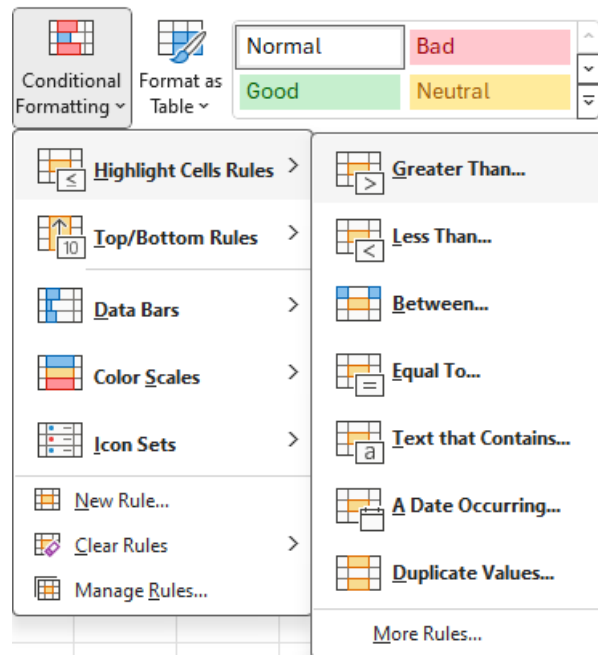 Normal
Bad
Conditional
Formatting
Format as
Table
Good
Neutral
≤
Highlight Cells Rules
10
Top/Bottom Rules
Data Bars
Color Scales
Icon Sets
New Rule...
Clear Rules
Manage Rules...
>
Greater Than...
<
Less Than...
Between...
=
Equal To...
a
Text that Contains...
A Date Occurring...
Duplicate Values...
More Rules...